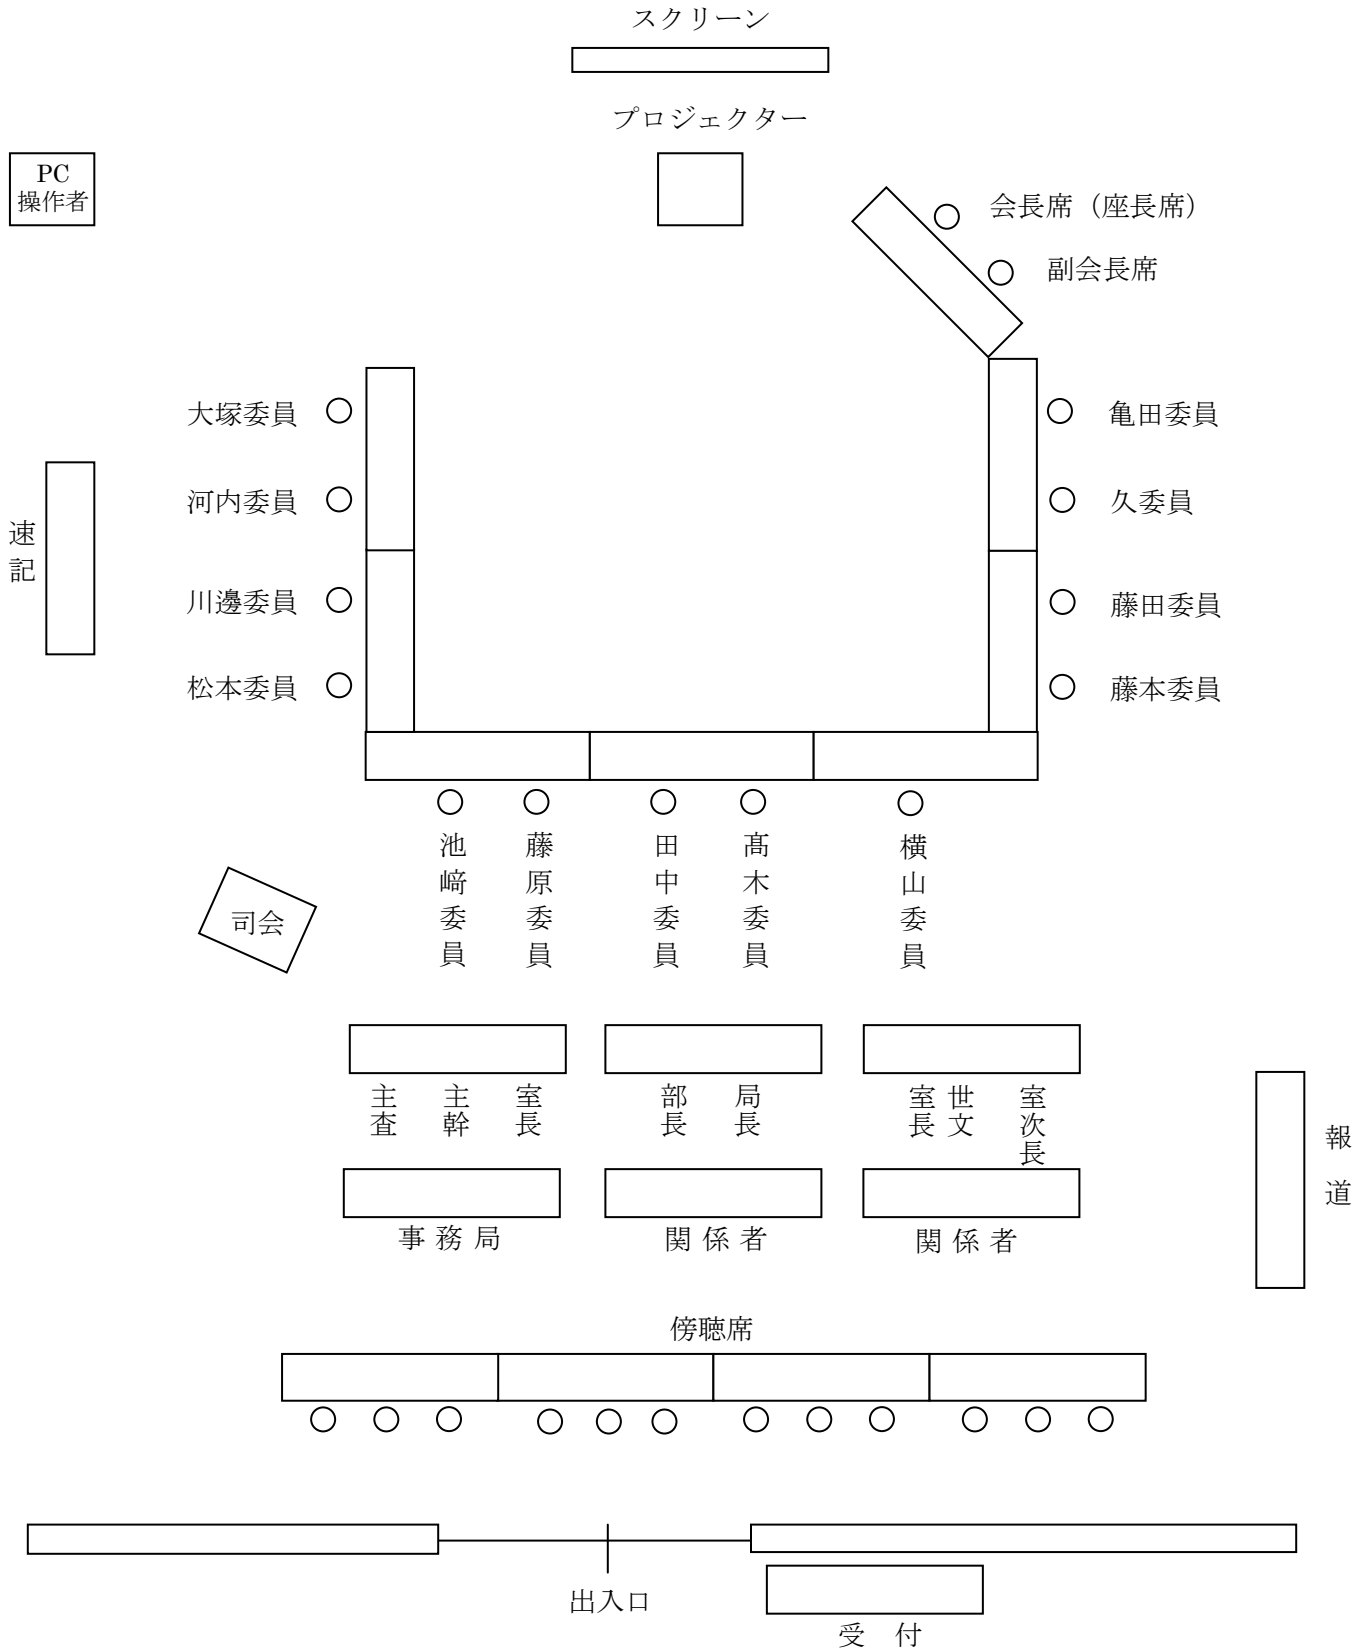 スクリーン
プロジェクター
PC
操作者
会長席（座長席）
副会長席
大塚委員
亀田委員
河内委員
久委員
速記
川邊委員
藤田委員
松本委員
藤本委員
池﨑委員
藤原委員
田中委員
髙木委員
横山委員
司会
主査
主幹
室長
部長
局長
世文
室長
室次長
報道
事務局
関係者
関係者
傍聴席
出入口
受　付